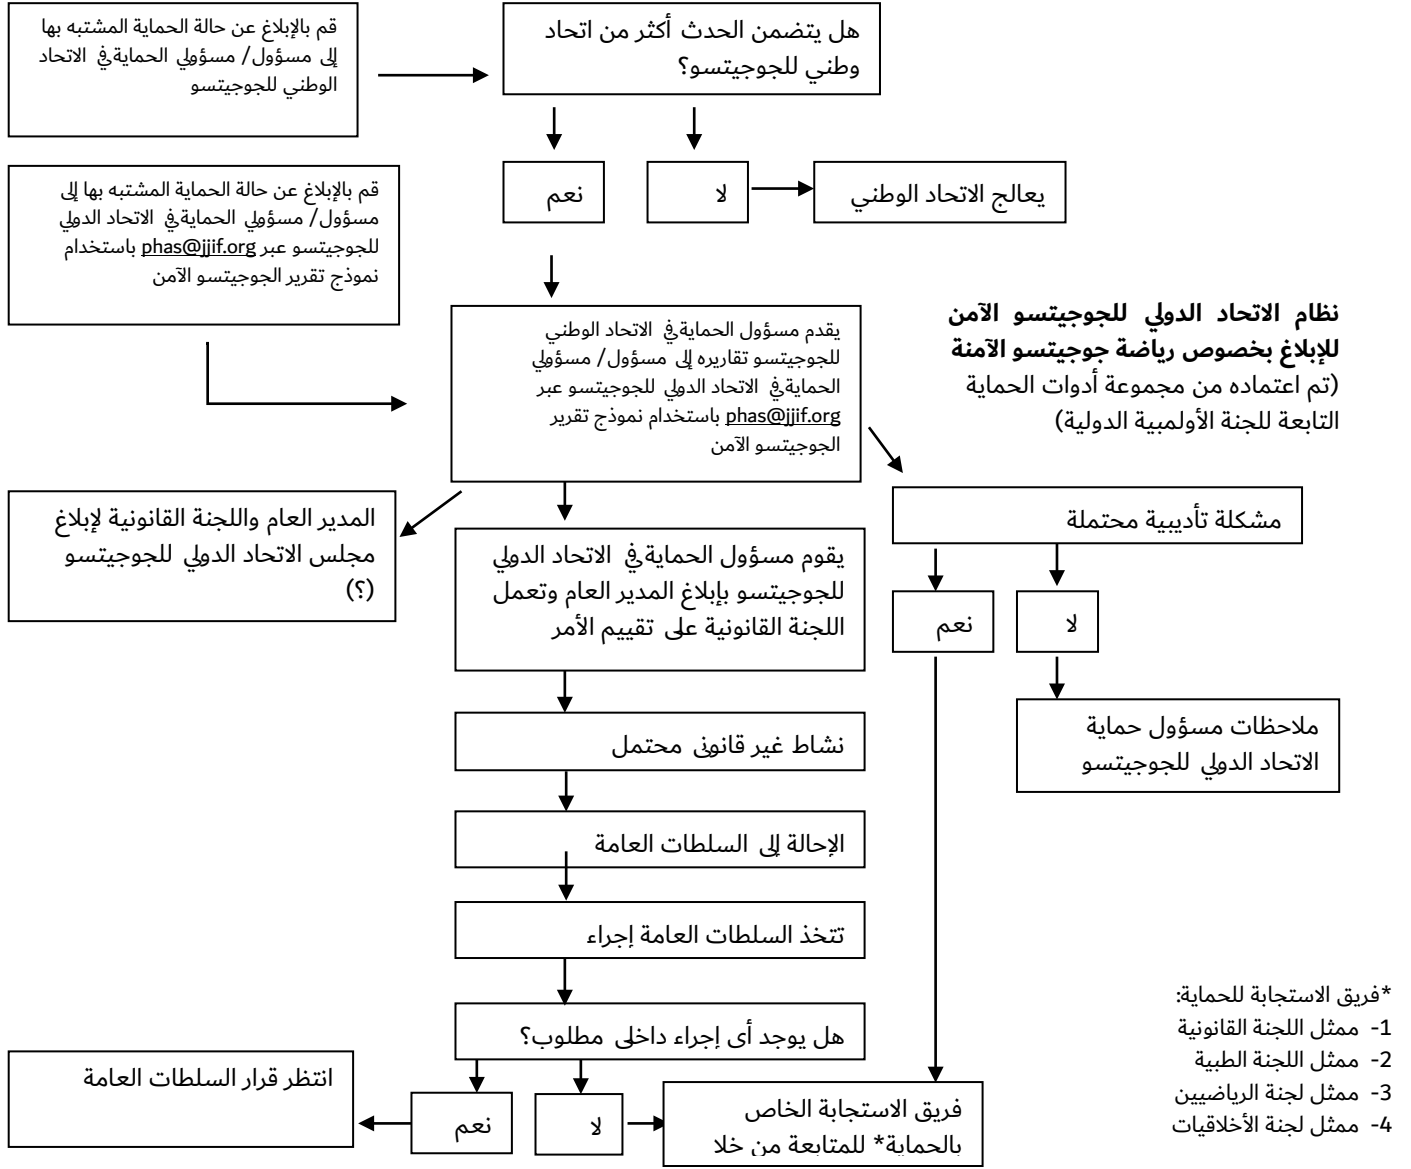 قم بالإبلاغ عن حالة الحماية المشتبه بها
إلى مسؤول/ مسؤولي الحماية في الاتحاد
الوطني للجوجيتسو
هل يتضمن الحدث أكثر من اتحاد
وطني للجوجيتسو؟
نعم
لا
يعالج الاتحاد الوطني
قم بالإبلاغ عن حالة الحماية المشتبه بها إلى
مسؤول/ مسؤولي الحماية في الاتحاد الدولي
للجوجيتسو عبر phas@jjif.org باستخدام
نموذج تقرير الجوجيتسو الآمن
نظام الاتحاد الدولي للجوجيتسو الآمن
للإبلاغ بخصوص رياضة جوجيتسو الآمنة
(تم اعتماده من مجموعة أدوات الحماية
التابعة للجنة الأولمبية الدولية)
يقدم مسؤول الحماية في الاتحاد الوطني
للجوجيتسو تقاريره إلى مسؤول/ مسؤولي
الحماية في الاتحاد الدولي للجوجيتسو عبر
phas@jjif.org باستخدام نموذج تقرير
الجوجيتسو الآمن
المدير العام واللجنة القانونية لإبلاغ
مجلس الاتحاد الدولي للجوجيتسو
(؟)
يقوم مسؤول الحماية في الاتحاد الدولي
للجوجيتسو بإبلاغ المدير العام وتعمل
اللجنة القانونية على تقييم الأمر
مشكلة تأديبية محتملة
نعم
لا
ملاحظات مسؤول حماية
الاتحاد الدولي للجوجيتسو
نشاط غير قانونى محتمل
الإحالة إلى السلطات العامة
تتخذ السلطات العامة إجراء
هل يوجد أى إجراء داخلى مطلوب؟
نعم
لا
انتظر قرار السلطات العامة
فريق الاستجابة الخاص
بالحماية* للمتابعة من خلا
*فريق الاستجابة للحماية:
1- ممثل اللجنة القانونية
2- ممثل اللجنة الطبية
3- ممثل لجنة الرياضيين
4- ممثل لجنة الأخلاقيات